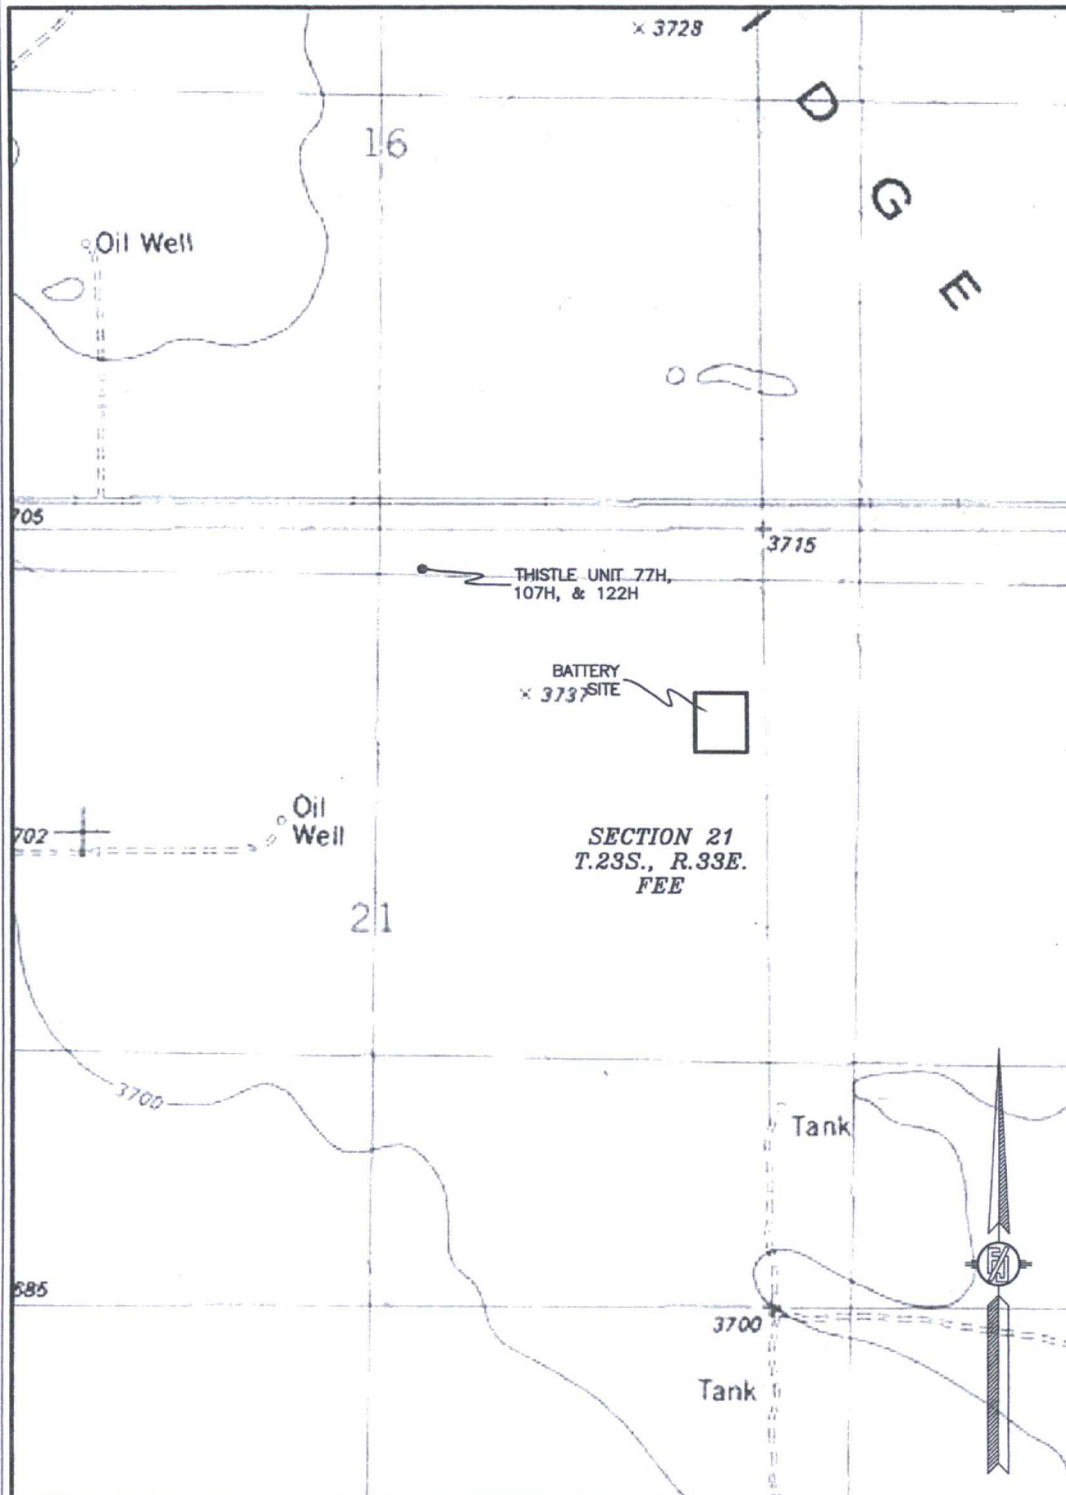 3728
D
16
G
Oil Well
E
705
3715
THISTLE UNIT 77H,
107H, & 122H
BATTERY
SITE
3737
Oil
Well
702
SECTION 21
T.23S., R.33E.
FEE
21
3700
Tank
685
3700
Tank